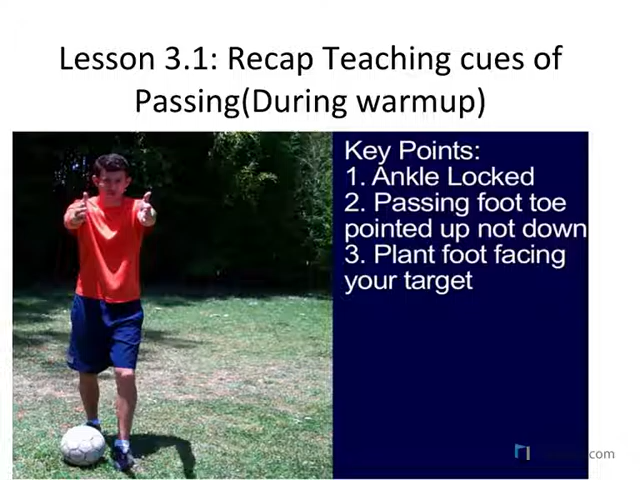 Lesson 3.1: Recap Teaching cues of
Passing(During warmup)
Key Points:
1. Ankle Locked
2. Passing foot toe
pointed up not down
3. Plant foot facing
your target